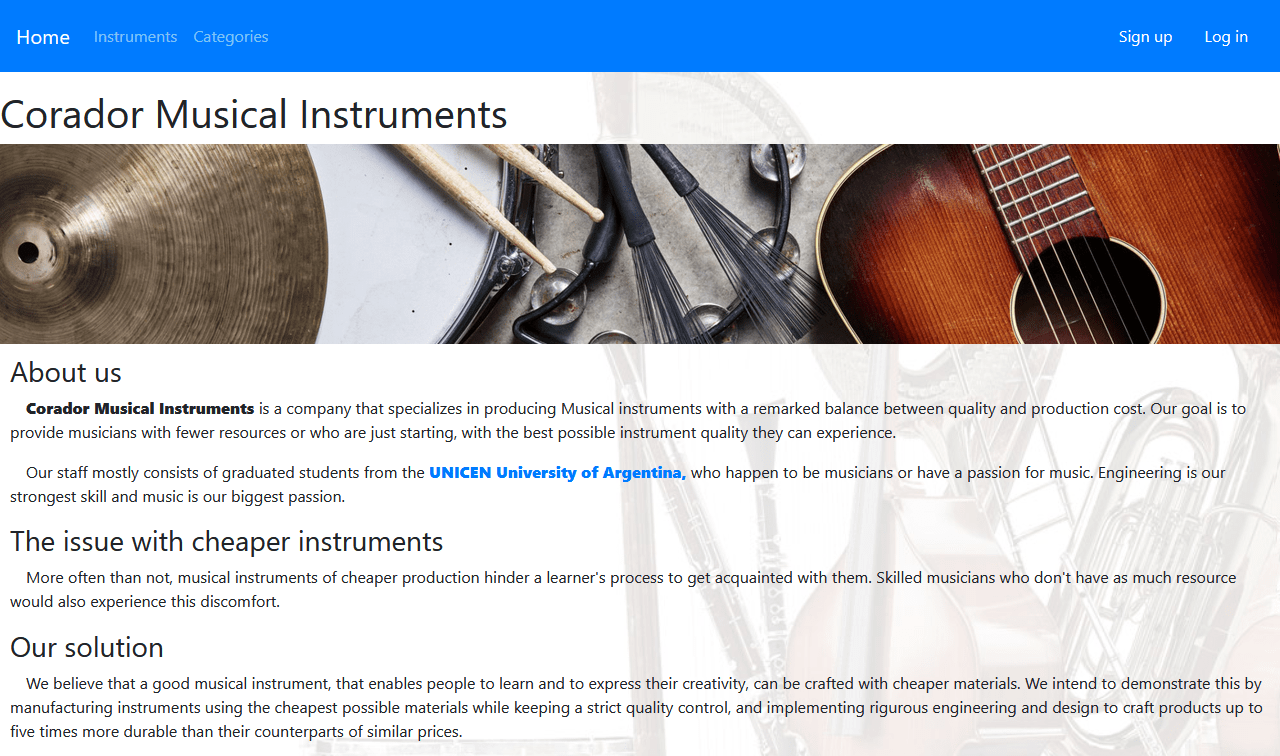 Home Instruments Categories Sign up Log in
Corador Musical Instruments
About us
Corador Musical Instruments is a company that specializes in producing Musical instruments with a remarked balance between quality and production cost. Our goal is to
provide musicians with fewer resources or who are just starting, with the best possible instrument quality they can experience.
Our staff mostly consists of graduated students from the UNICEN University of Argentina, who happen to be musicians or have a passion for music. Engineering is our
strongest skill and music is our biggest passion.
The issue with cheaper instruments
More often than not, musical instruments of cheaper production hinder a learner's process to get acquainted with them. Skilled musicians who don't have as much resource
would also experience this discomfort.
Our solution
We believe that a good musical instrument, that enables people to learn and to express their creativity, can be crafted with cheaper materials. We intend to demonstrate this by
manufacturing instruments using the cheapest possible materials while keeping a strict quality control, and implementing rigurous engineering and design to craft products up to
five times more durable than their counterparts of similar prices.